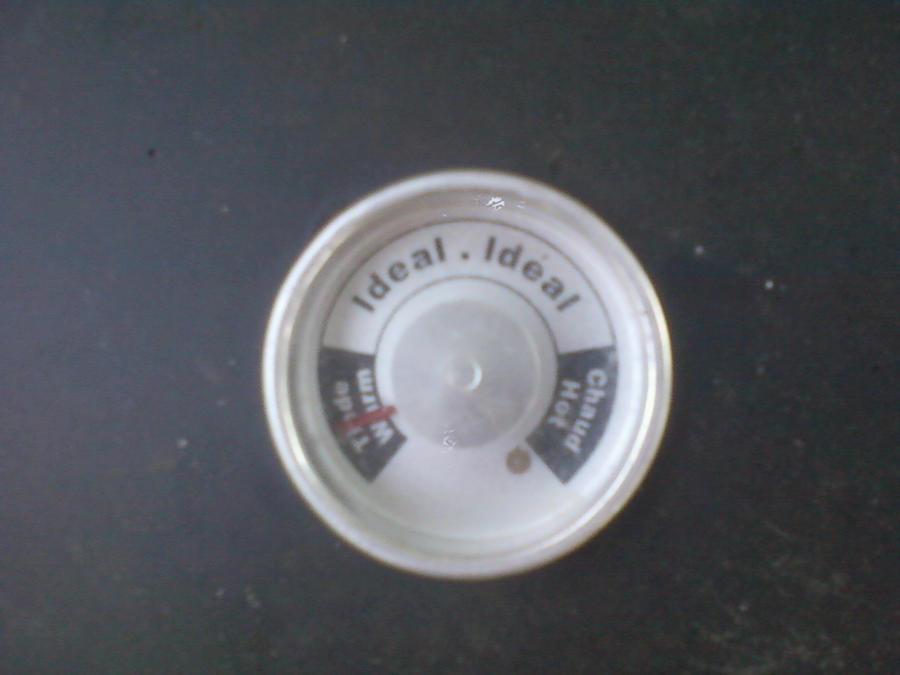 Ideal . Ideal
Tiède
Warm
Chaud
Hot